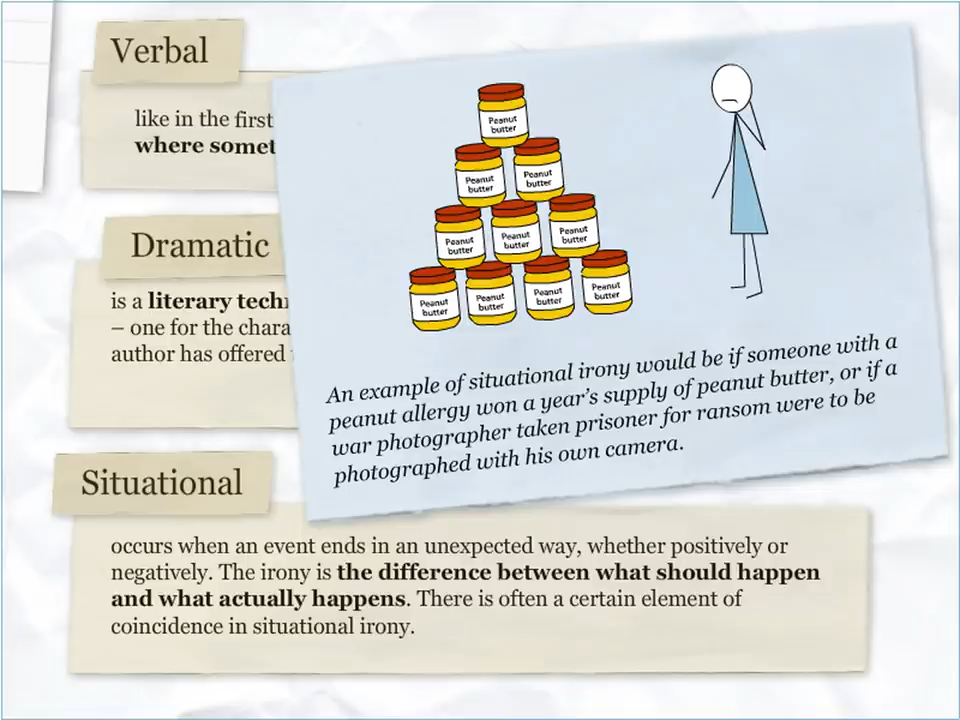 Verbal
like in the first
where somet
Dramatic
is a literary techn
– one for the chara
author has offered
Peanut
butter
Peanut
butter
Peanut
butter
Peanut
butter
Peanut
butter
Peanut
butter
Peanut
butter
Peanut
butter
Peanut
butter
Peanut
butter
An example of situational irony would be if someone with a
peanut allergy won a year's supply of peanut butter, or if a
war photographer taken prisoner for ransom were to be
photographed with his own camera.
Situational
occurs when an event ends in an unexpected way, whether positively or
negatively. The irony is the difference between what should happen
and what actually happens. There is often a certain element of
coincidence in situational irony.